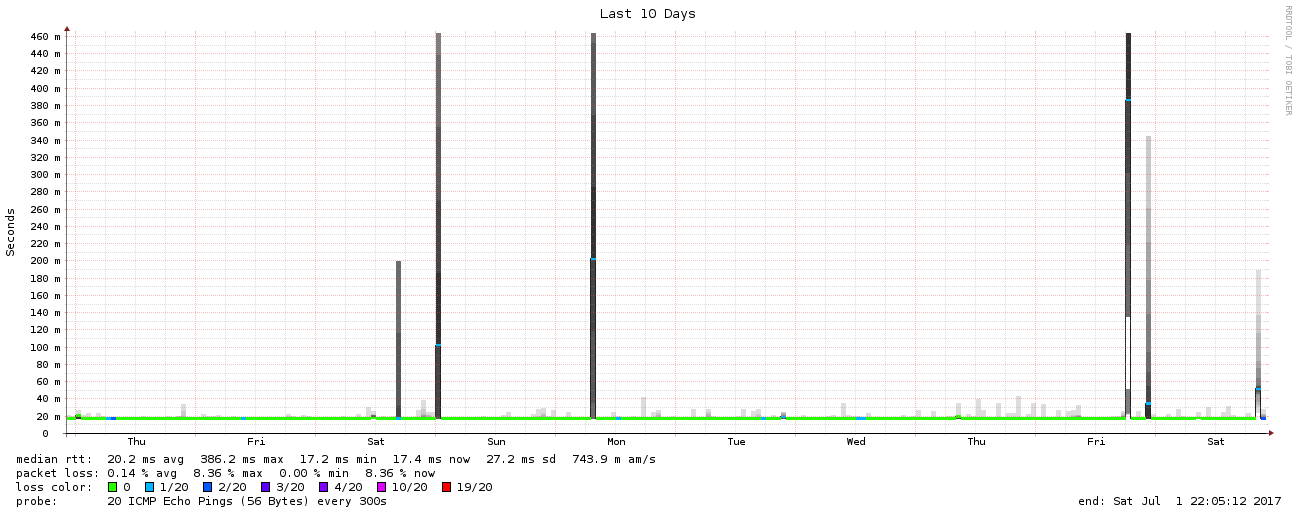 Last 10 Days
RRDTOOL / TOBI OETIKER
Seconds
460 m
440 m
420 m
400 m
380 m
360 m
340 m
320 m
300 m
280 m
260 m
240 m
220 m
200 m
180 m
160 m
140 m
120 m
100 m
80 m
60 m
40 m
20 m
0
Thu Fri Sat Sun Mon Tue Wed Thu Fri Sat
median rtt: 20.2 ms avg 386.2 ms max 17.2 ms min 17.4 ms now 27.2 ms sd 743.9 m am/s
packet loss: 0.14 % avg 8.36 % max 0.00 % min 8.36 % now
loss color: 0 1/20 2/20 3/20 4/20 10/20 19/20
probe: 20 ICMP Echo Pings (56 Bytes) every 300s end: Sat Jul 1 22:05:12 2017